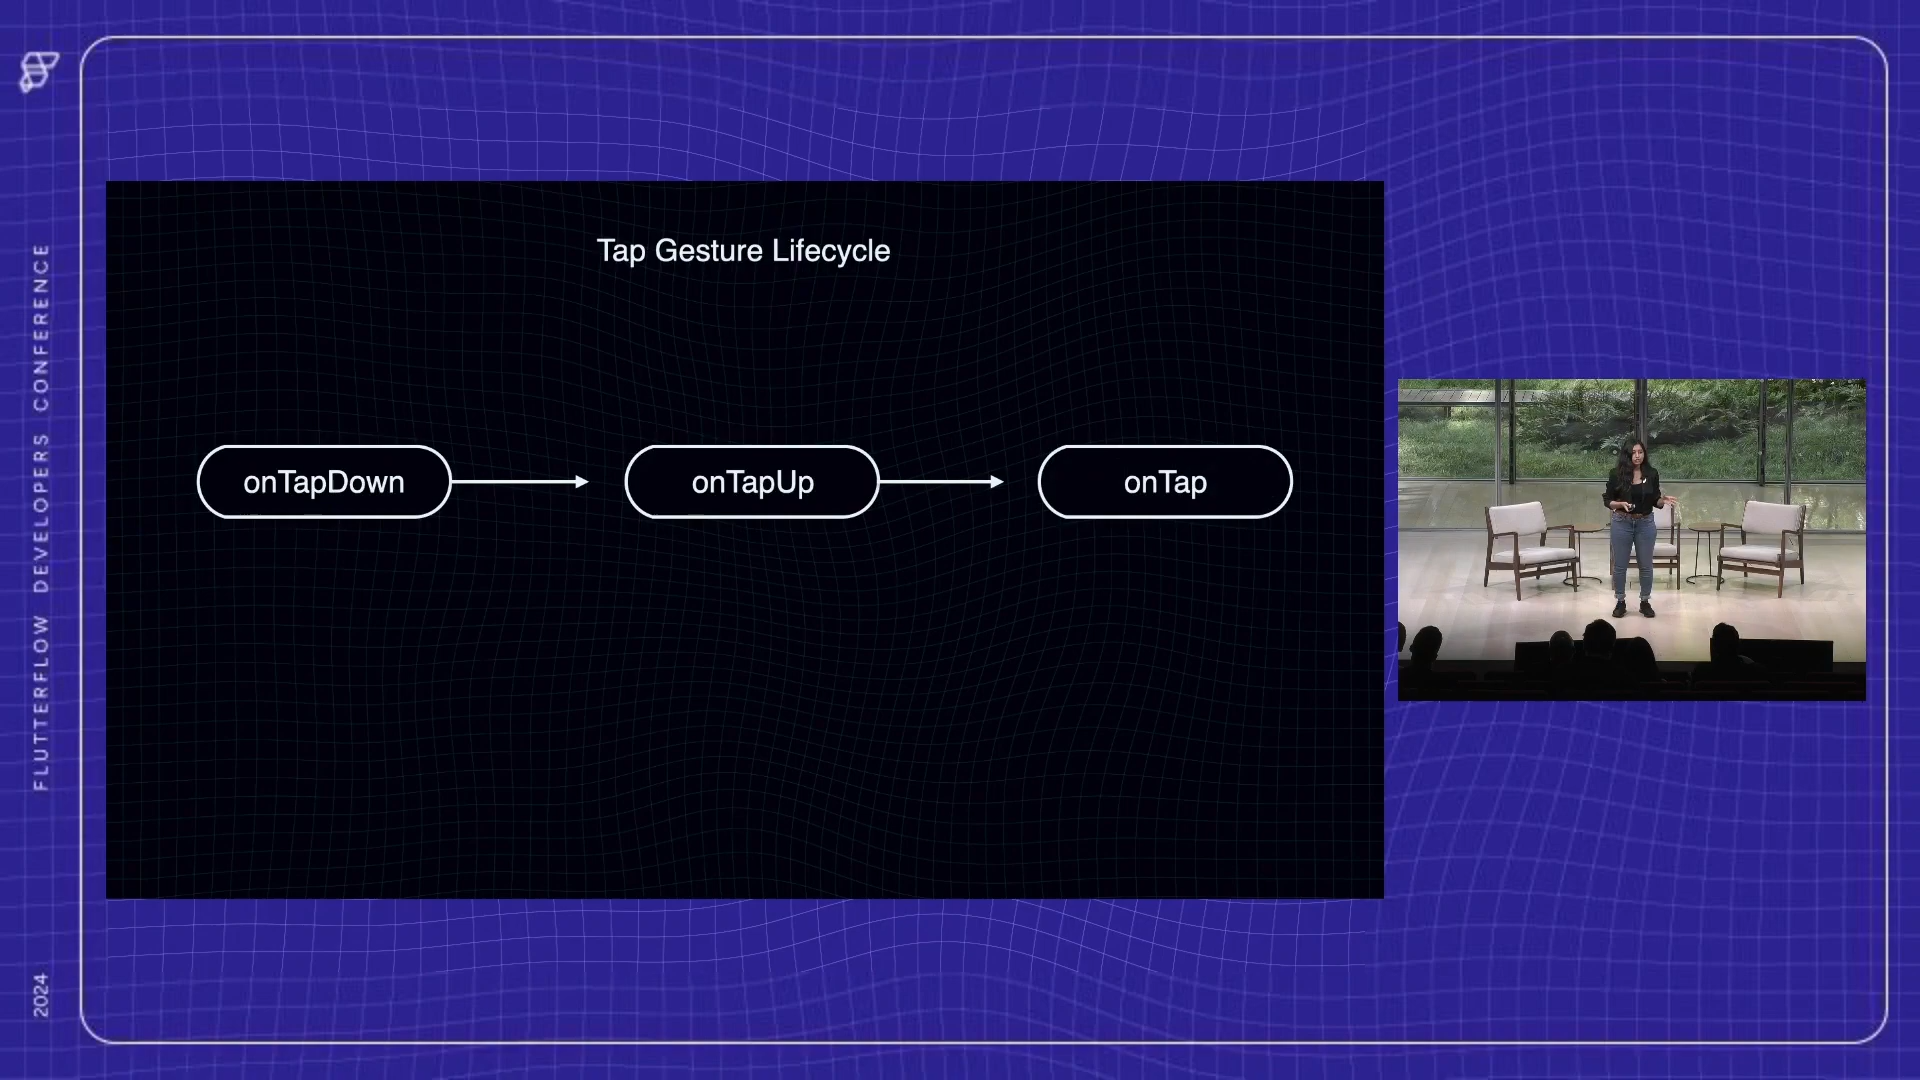 Tap Gesture Lifecycle
onTapDown
onTapUp
onTap
FLUTTERFLOW DEVELOPERS CONFERENCE
2024